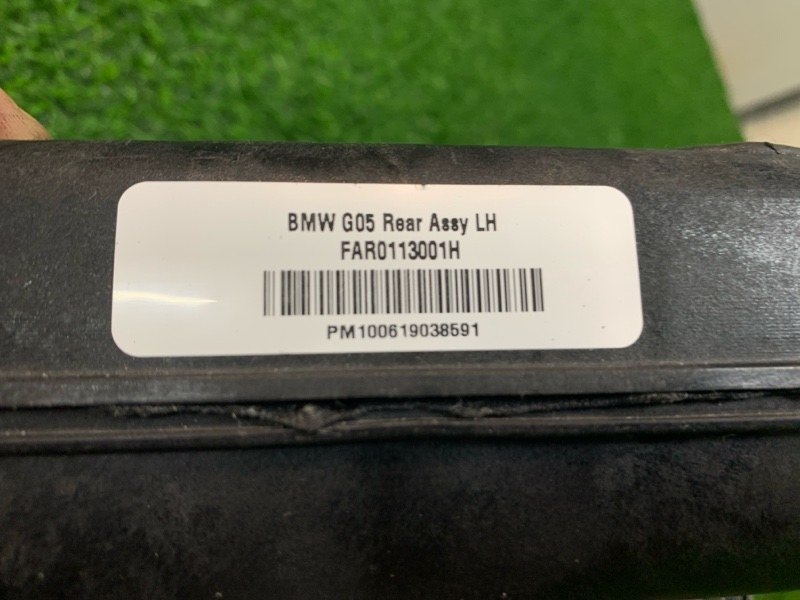 BMW G05 Rear Assy LH
FAR0113001H
PM100619038591